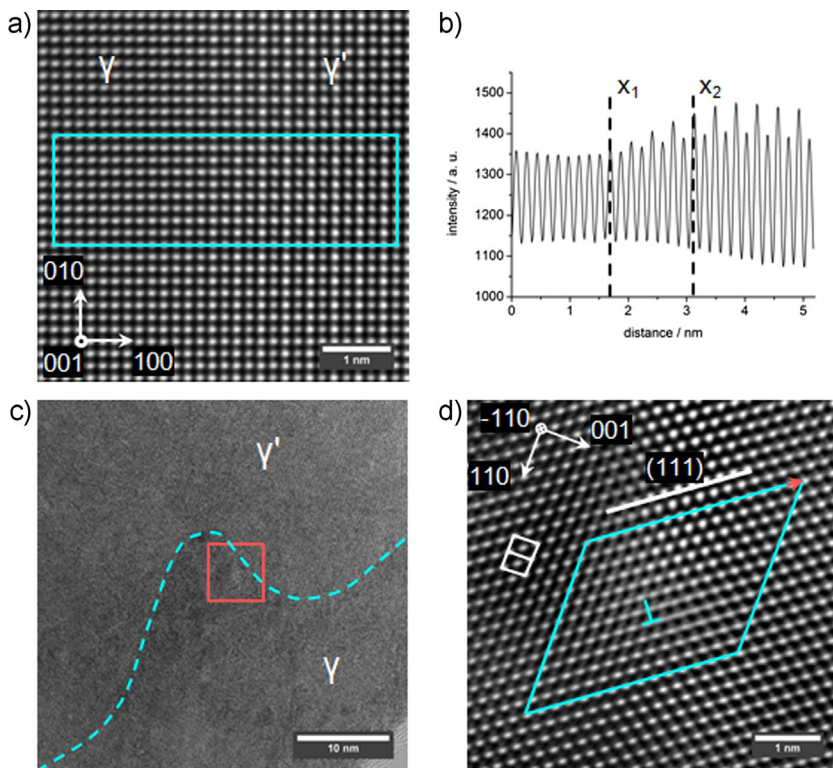 a)
γ
γ'
010
001
100
1 nm
b)
x1
x2
1500
1400
1300
1200
1100
1000
intensity / a. u.
0
1
2
3
4
5
distance / nm
c)
γ'
γ
10 nm
d)
-110
001
110
(111)
1 nm